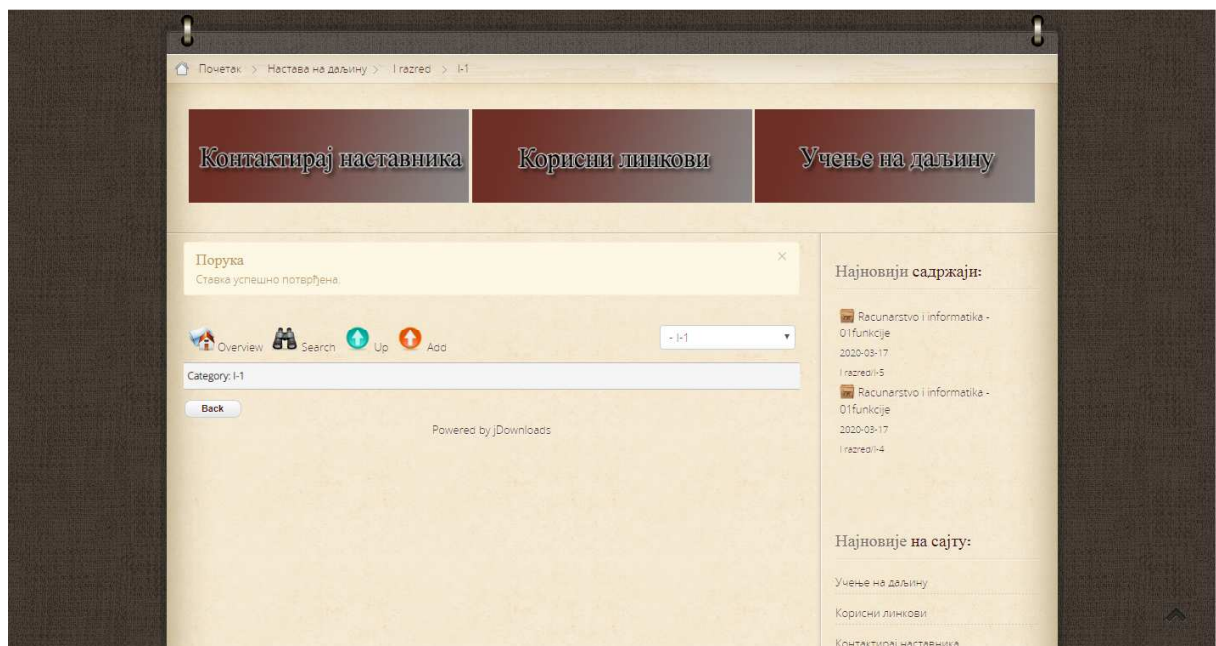 Почетак > Настава на даљину > I razred > I-1
Контактирај наставника
Корисни линкови
Учење на даљину
Порука
×
Ставка успешно потврђена.
Overview Search Up Add
- I-1
Category: I-1
Back
Powered by jDownloads
Најновији садржаји:
Racunarstvo i informatika -
01funkcije
2020-03-17
I razred/I-5
Racunarstvo i informatika -
01funkcije
2020-03-17
I razred/I-4
Најновије на сајту:
Учење на даљину
Корисни линкови
Контактирај наставника